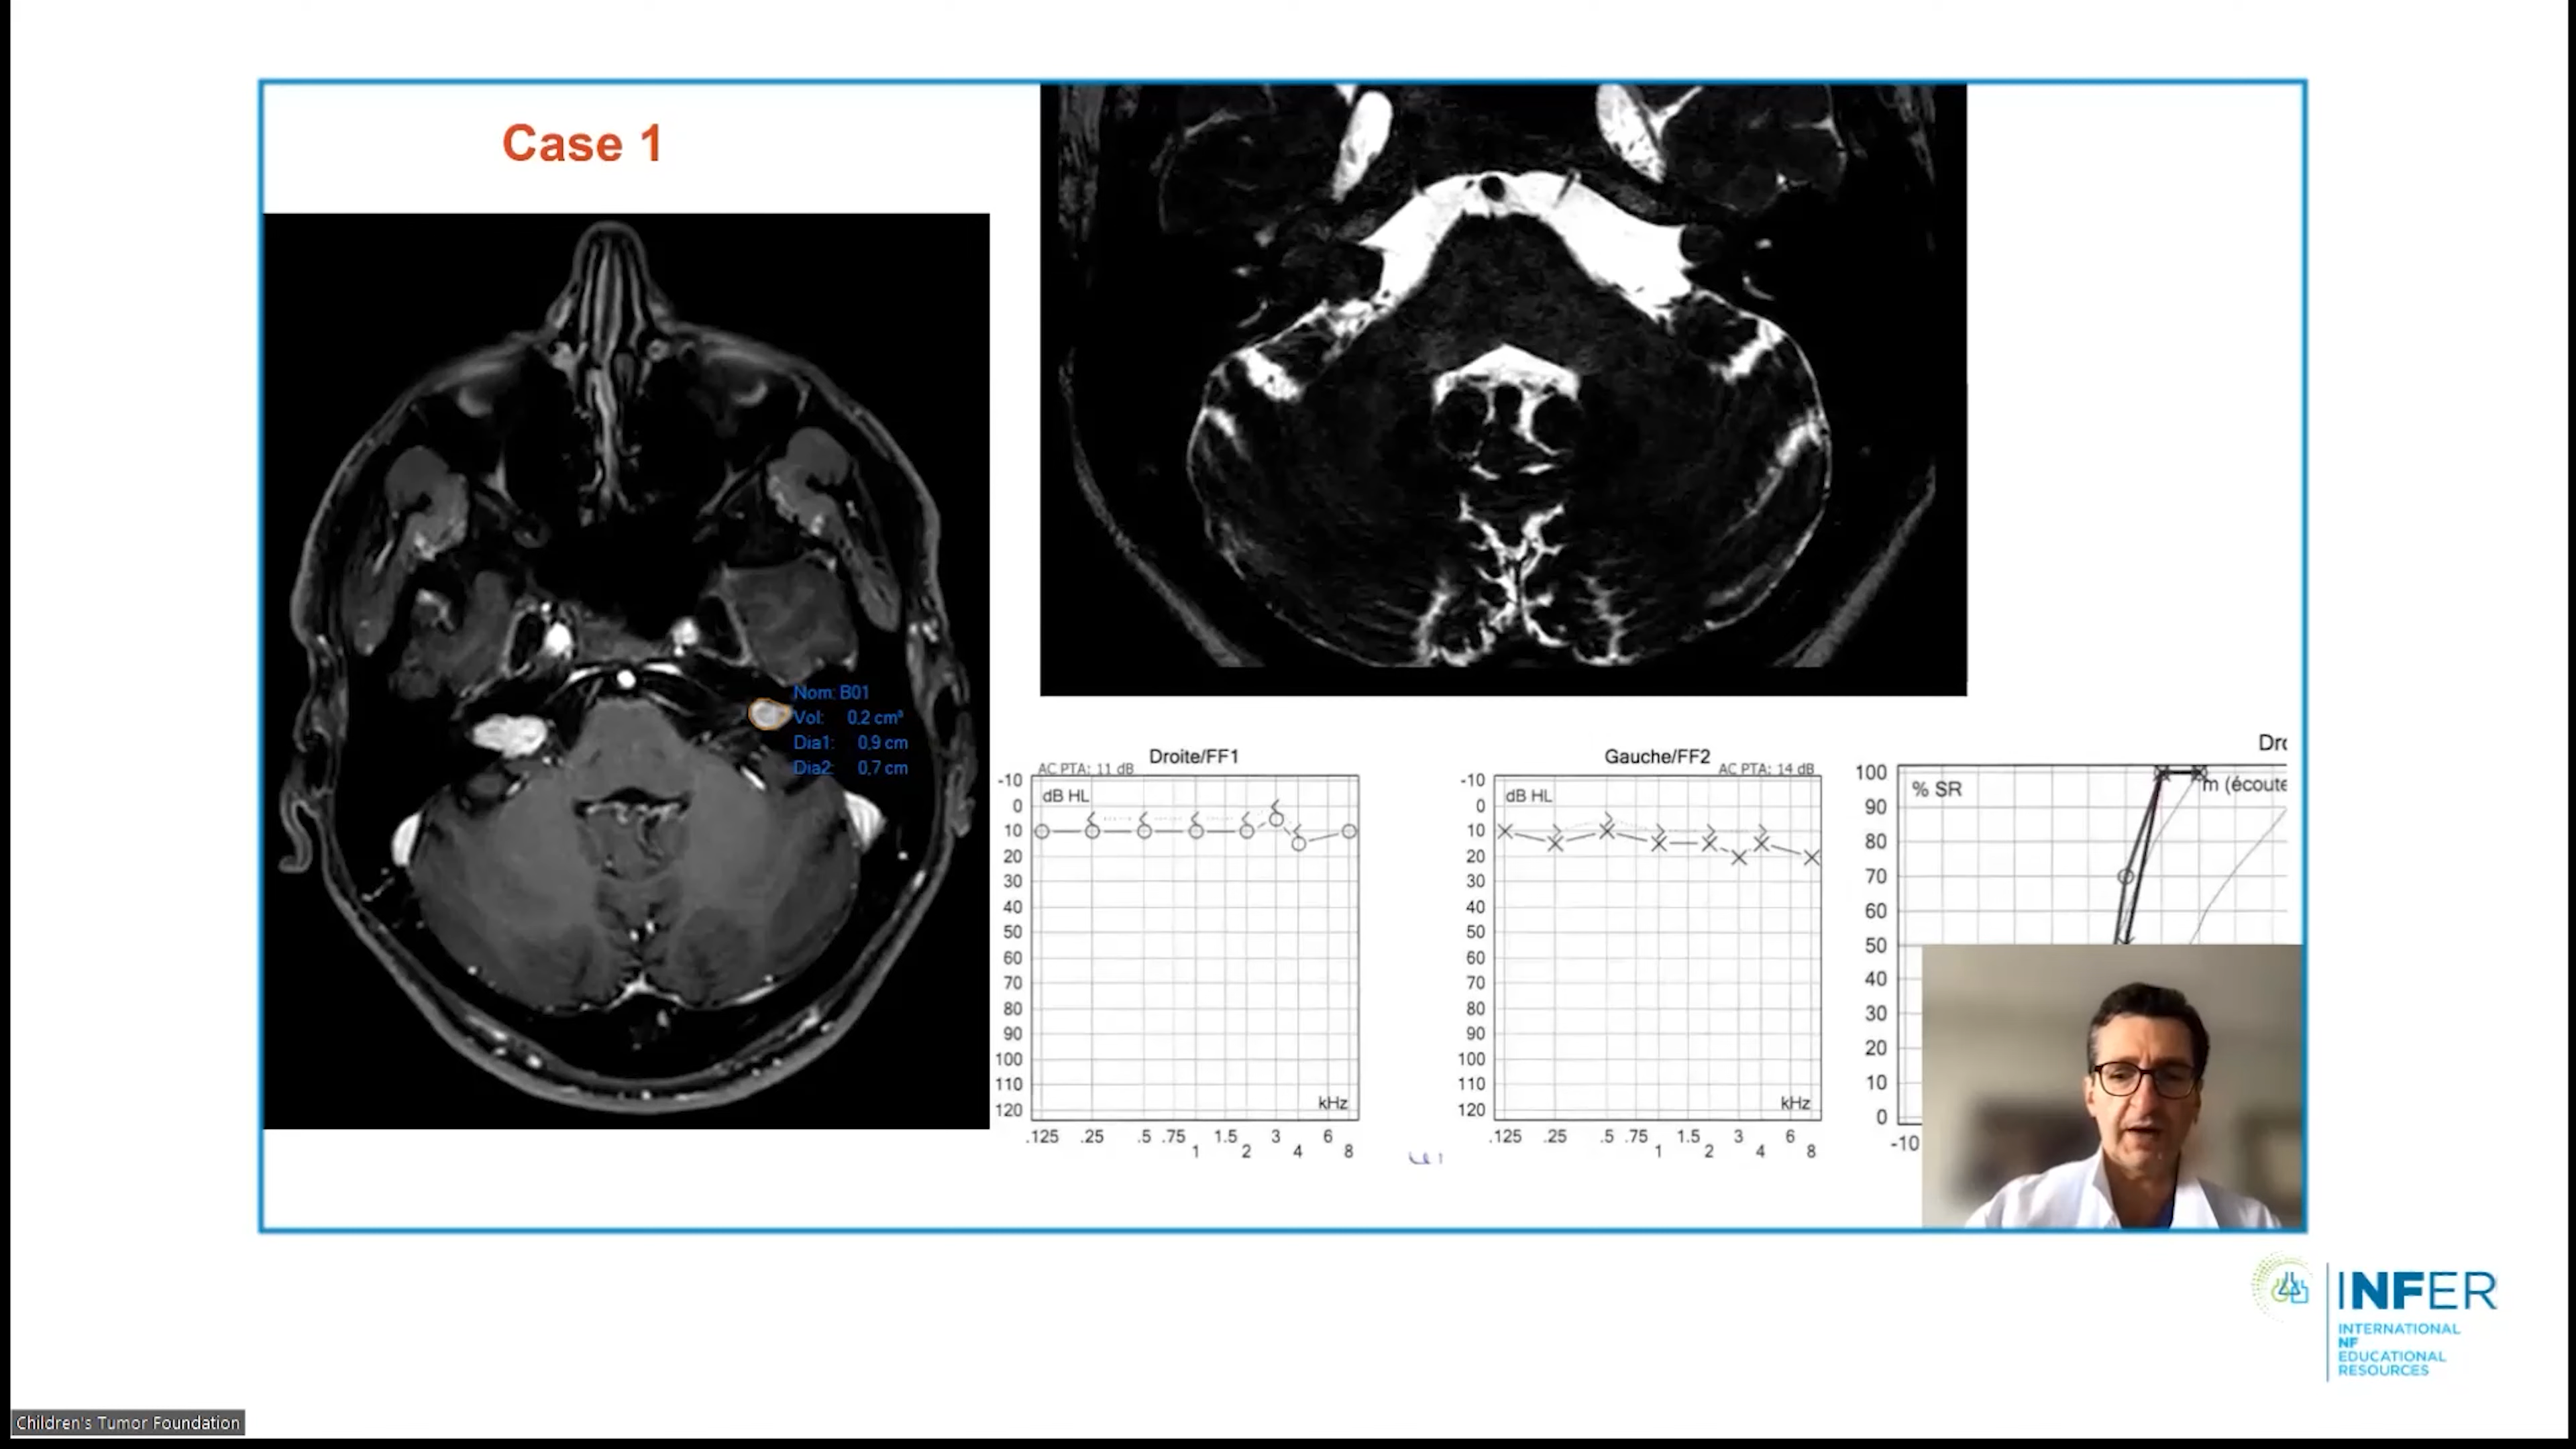 Case 1
Nom: B01
Vol: 0,2 cm³
Dia1: 0,9 cm
Dia2: 0,7 cm
Droite/FF1
AC PTA: 11 dB
dB HL
-10
0
10
20
30
40
50
60
70
80
90
100
110
120
kHz
.125 .25 .5 .75 1 1.5 2 3 4 6 8
Gauche/FF2
AC PTA: 14 dB
dB HL
-10
0
10
20
30
40
50
60
70
80
90
100
110
120
kHz
.125 .25 .5 .75 1 1.5 2 3 4 6 8
% SR
m (écoute
100
90
80
70
60
50
40
30
20
10
0
-10
INFER
INTERNATIONAL
NF
EDUCATIONAL
RESOURCES
Children's Tumor Foundation